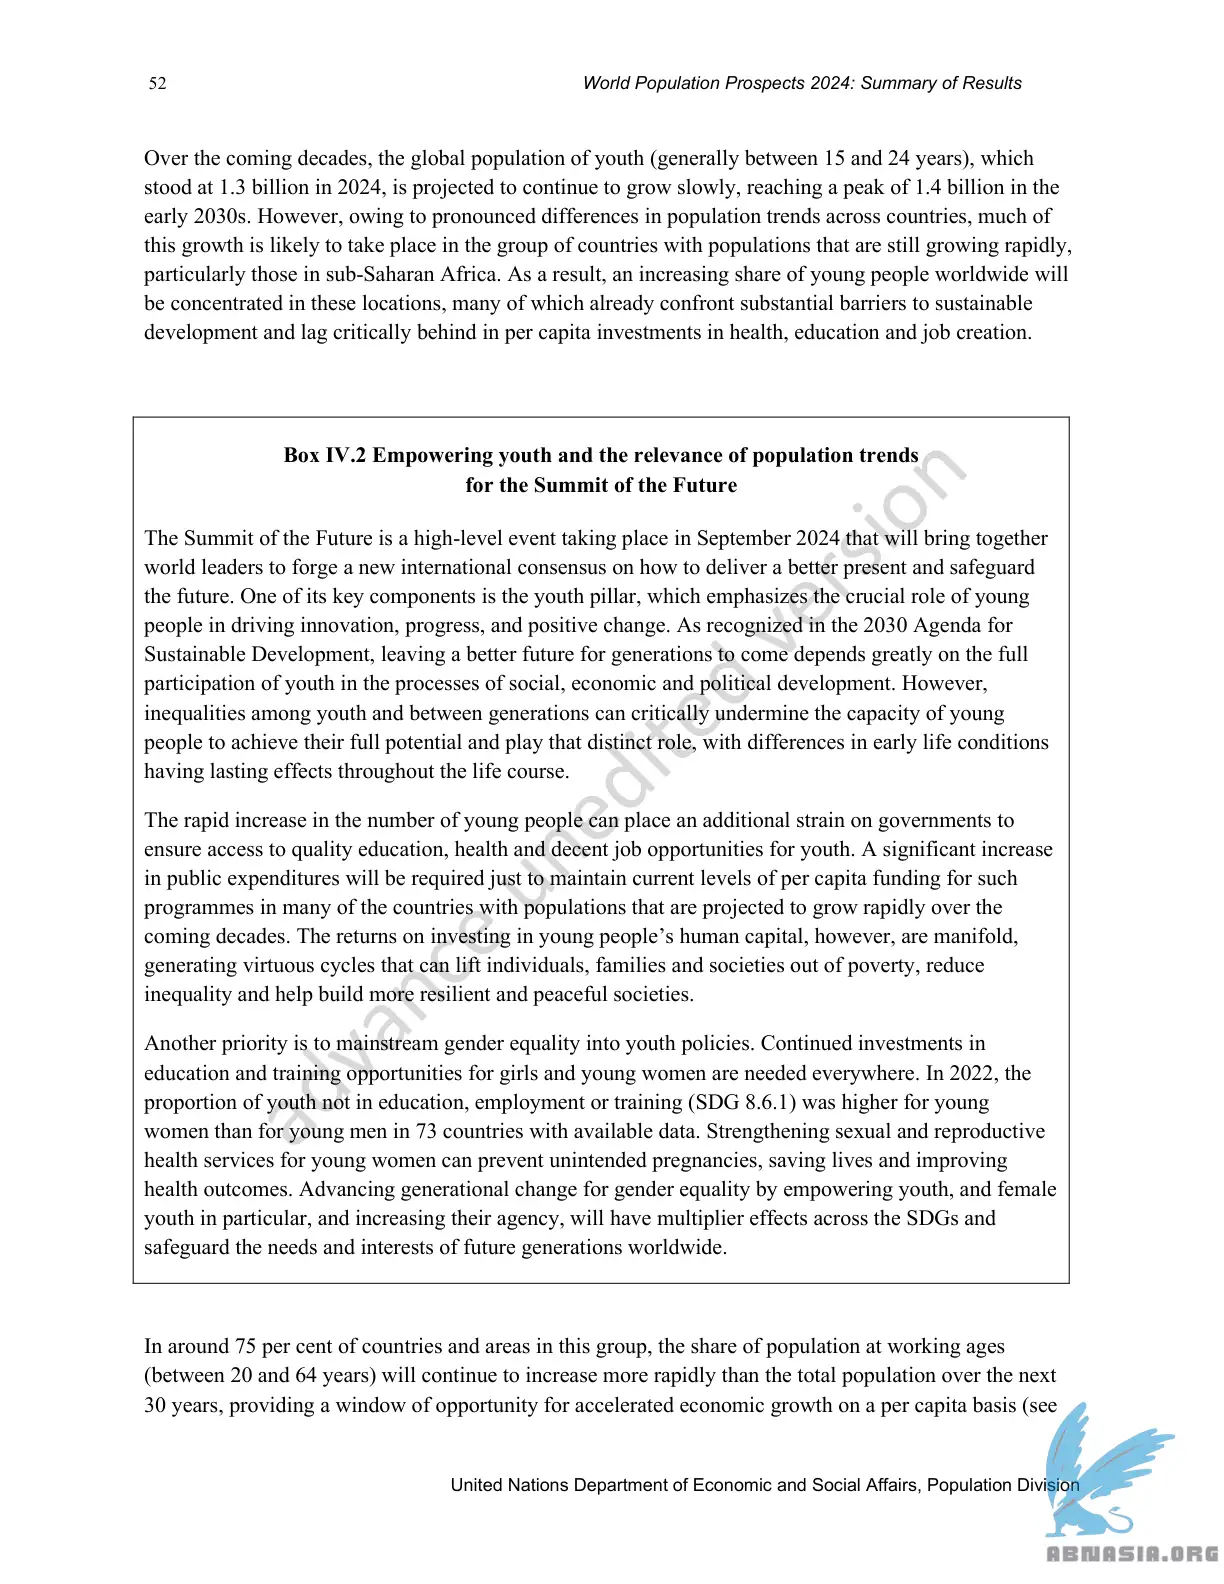 52
World Population Prospects 2024: Summary of Results
Over the coming decades, the global population of youth (generally between 15 and 24 years), which
stood at 1.3 billion in 2024, is projected to continue to grow slowly, reaching a peak of 1.4 billion in the
early 2030s. However, owing to pronounced differences in population trends across countries, much of
this growth is likely to take place in the group of countries with populations that are still growing rapidly,
particularly those in sub-Saharan Africa. As a result, an increasing share of young people worldwide will
be concentrated in these locations, many of which already confront substantial barriers to sustainable
development and lag critically behind in per capita investments in health, education and job creation.
Box IV.2 Empowering youth and the relevance of population trends
for the Summit of the Future
The Summit of the Future is a high-level event taking place in September 2024 that will bring together
world leaders to forge a new international consensus on how to deliver a better present and safeguard
the future. One of its key components is the youth pillar, which emphasizes the crucial role of young
people in driving innovation, progress, and positive change. As recognized in the 2030 Agenda for
Sustainable Development, leaving a better future for generations to come depends greatly on the full
participation of youth in the processes of social, economic and political development. However,
inequalities among youth and between generations can critically undermine the capacity of young
people to achieve their full potential and play that distinct role, with differences in early life conditions
having lasting effects throughout the life course.
The rapid increase in the number of young people can place an additional strain on governments to
ensure access to quality education, health and decent job opportunities for youth. A significant increase
in public expenditures will be required just to maintain current levels of per capita funding for such
programmes in many of the countries with populations that are projected to grow rapidly over the
coming decades. The returns on investing in young people’s human capital, however, are manifold,
generating virtuous cycles that can lift individuals, families and societies out of poverty, reduce
inequality and help build more resilient and peaceful societies.
Another priority is to mainstream gender equality into youth policies. Continued investments in
education and training opportunities for girls and young women are needed everywhere. In 2022, the
proportion of youth not in education, employment or training (SDG 8.6.1) was higher for young
women than for young men in 73 countries with available data. Strengthening sexual and reproductive
health services for young women can prevent unintended pregnancies, saving lives and improving
health outcomes. Advancing generational change for gender equality by empowering youth, and female
youth in particular, and increasing their agency, will have multiplier effects across the SDGs and
safeguard the needs and interests of future generations worldwide.
advance unedited version
In around 75 per cent of countries and areas in this group, the share of population at working ages
(between 20 and 64 years) will continue to increase more rapidly than the total population over the next
30 years, providing a window of opportunity for accelerated economic growth on a per capita basis (see
United Nations Department of Economic and Social Affairs, Population Division
ABNASIA.ORG